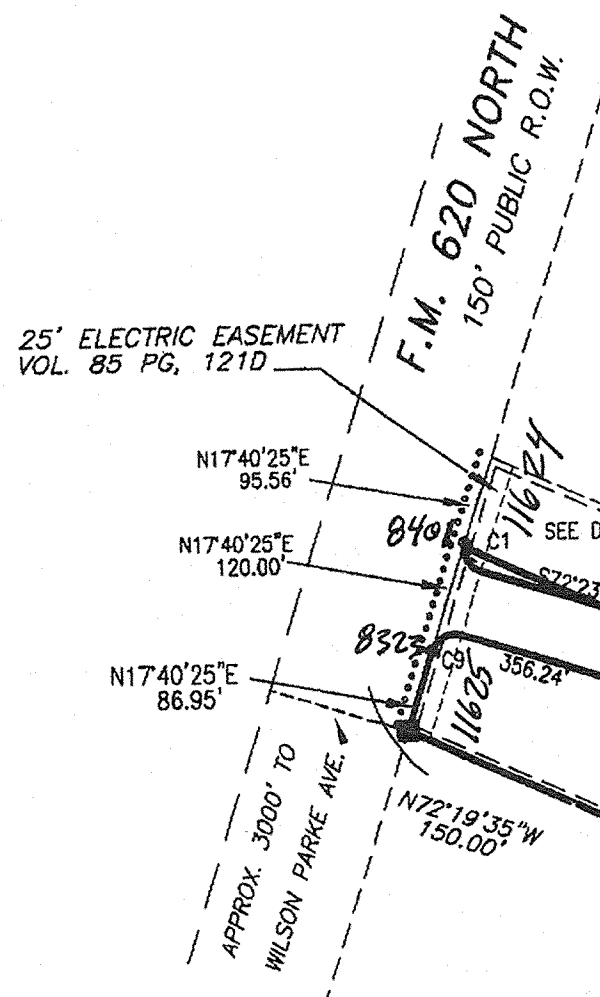 F.M. 620 NORTH
150' PUBLIC R.O.W.
25' ELECTRIC EASEMENT
VOL. 85 PG, 121D
N17°40'25"E
95.56'
11624
8401
C1
SEE D
N17°40'25"E
120.00'
S72°23
8323
C9
356.24'
N17°40'25"E
86.95'
11625
APPROX. 3000' TO
WILSON PARKE AVE.
N72°19'35"W
150.00'